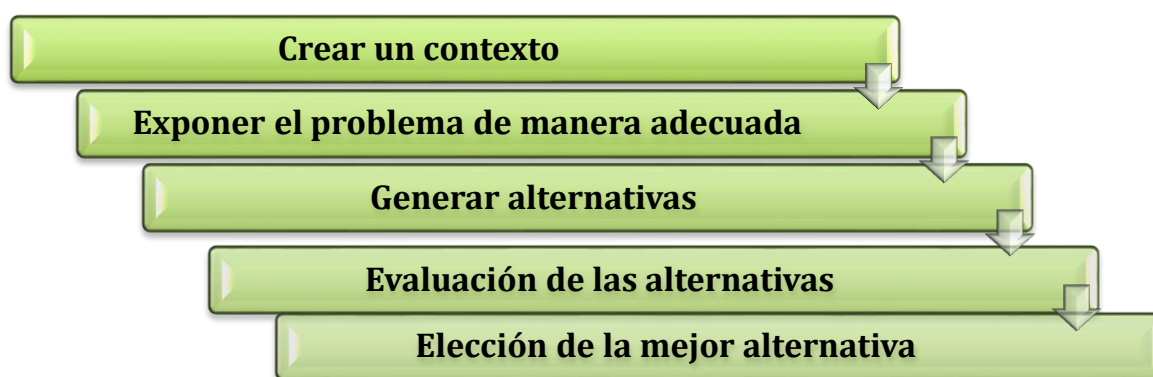 Crear un contexto
Exponer el problema de manera adecuada
Generar alternativas
Evaluación de las alternativas
Elección de la mejor alternativa